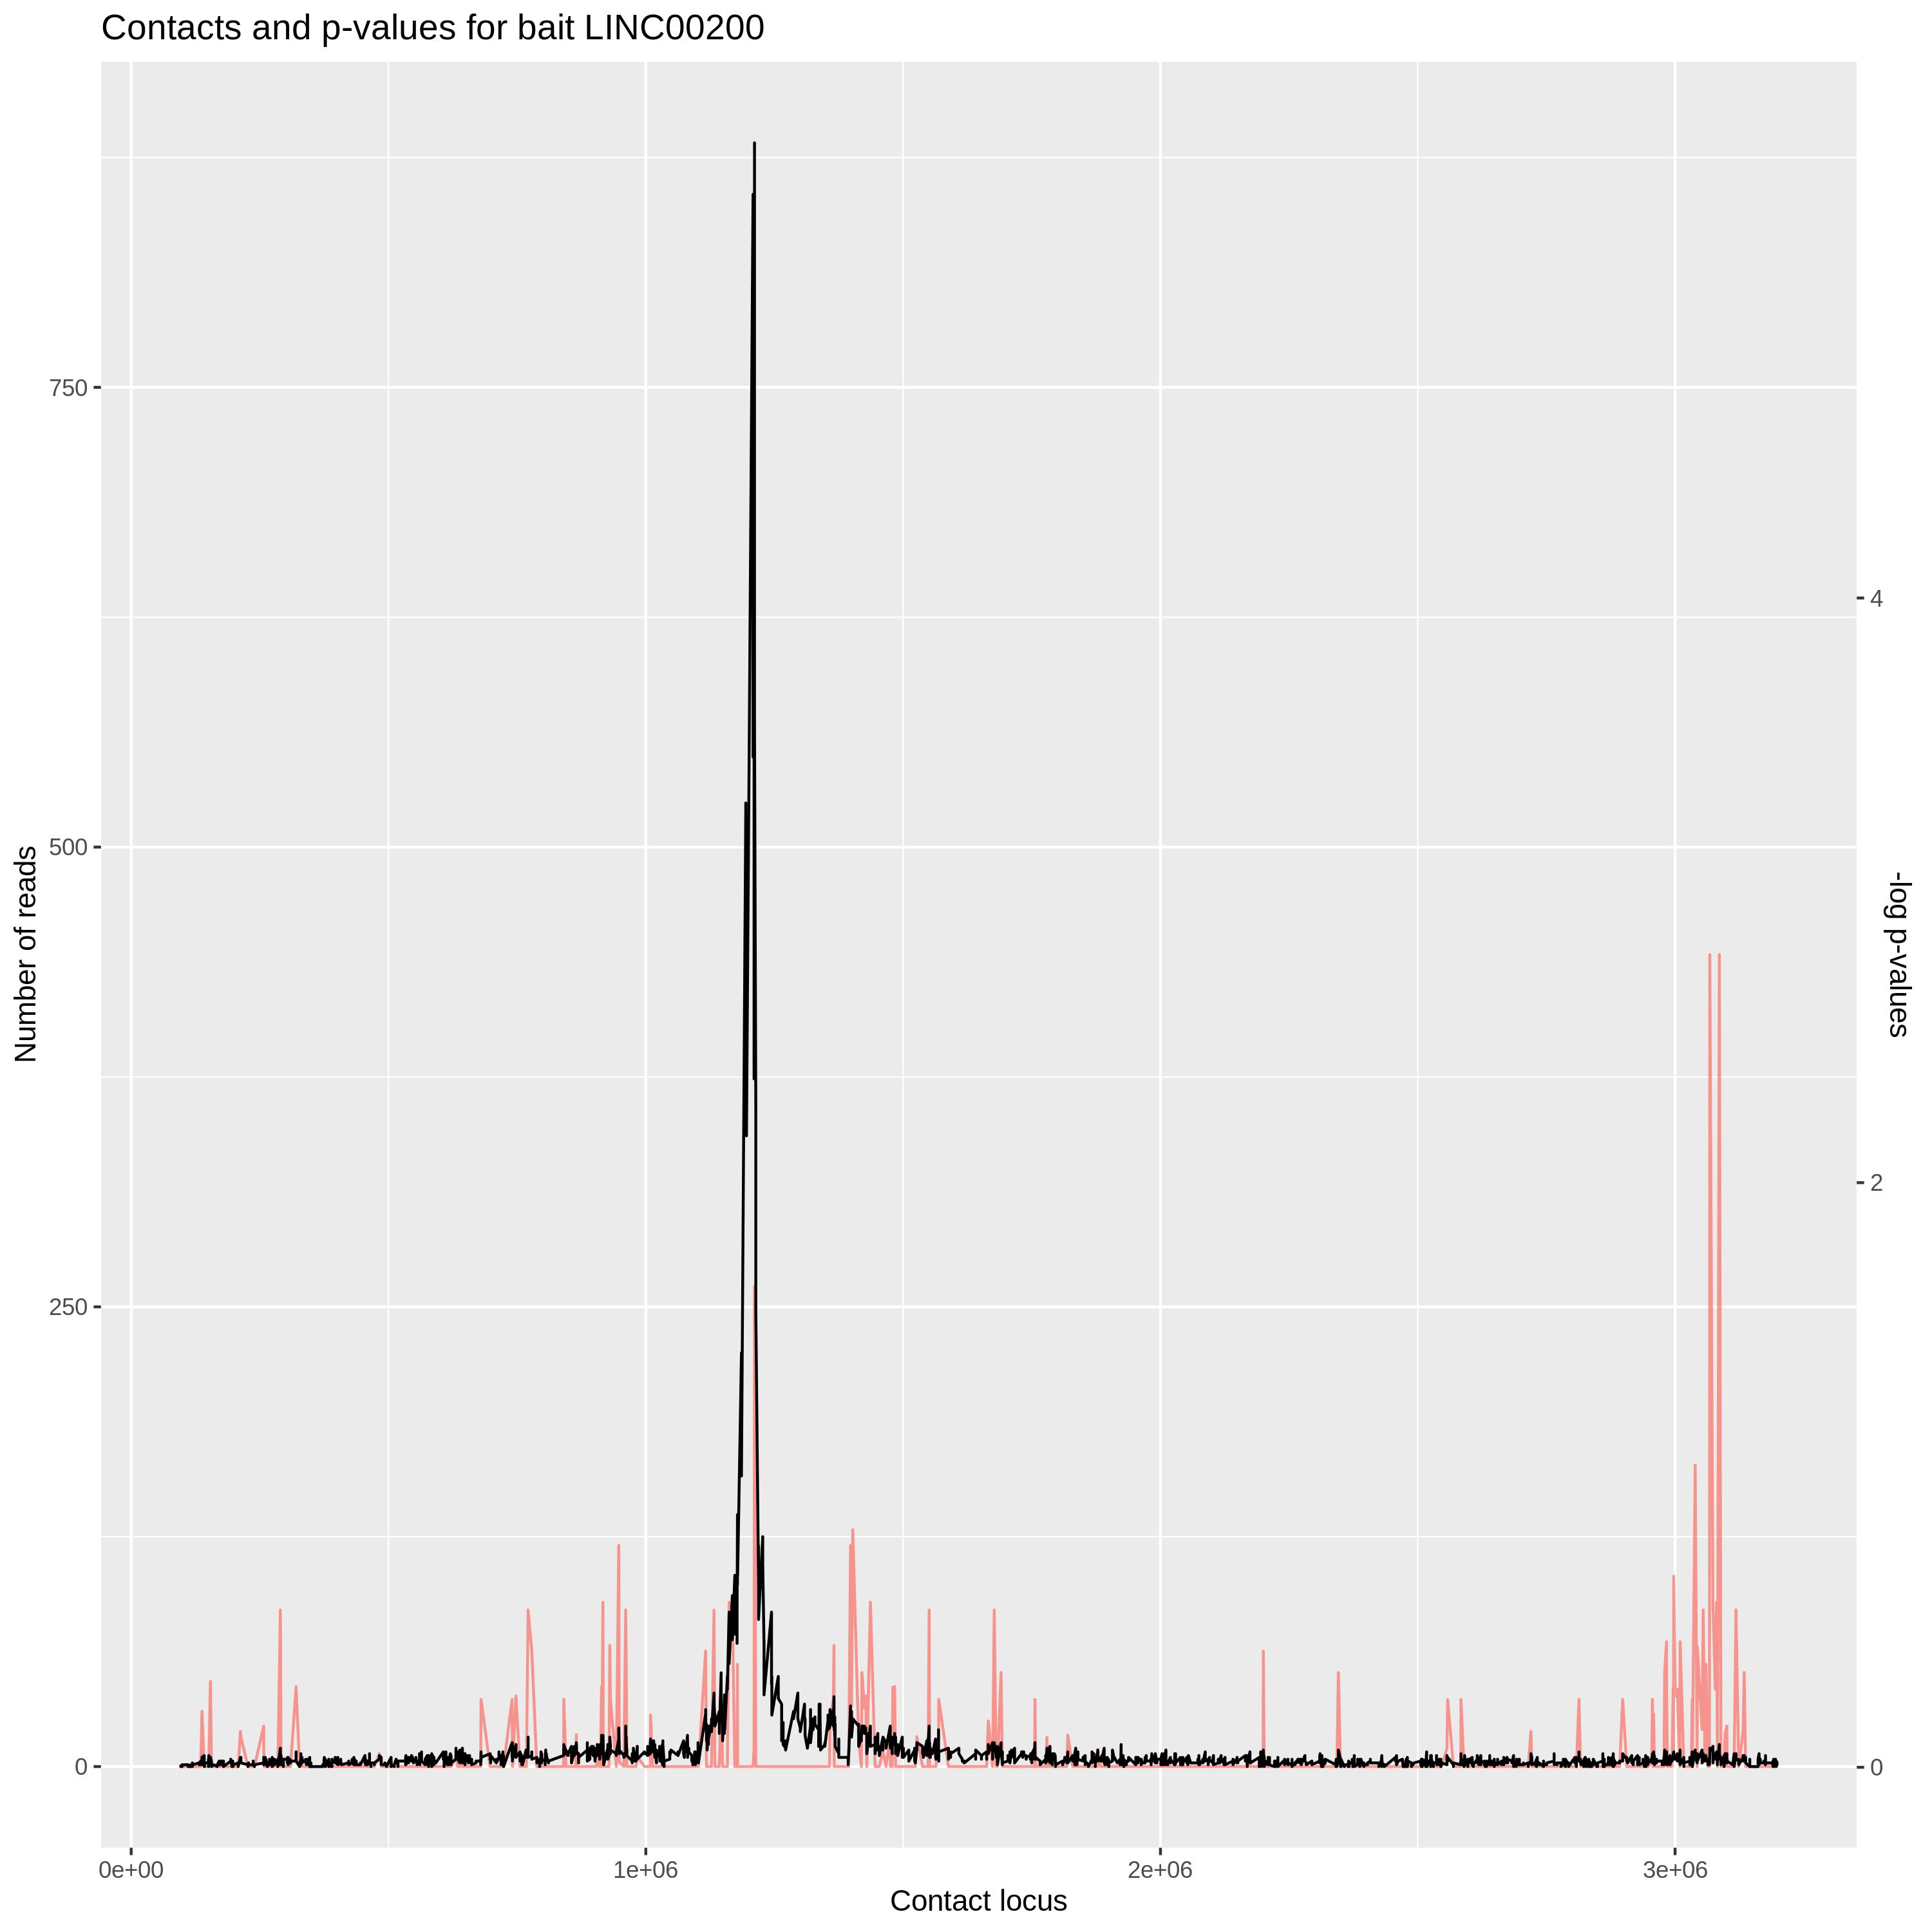 Contacts and p-values for bait LINC00200
750
500
250
0
Number of reads
4
2
0
-log p-values
0e+00
1e+06
2e+06
3e+06
Contact locus